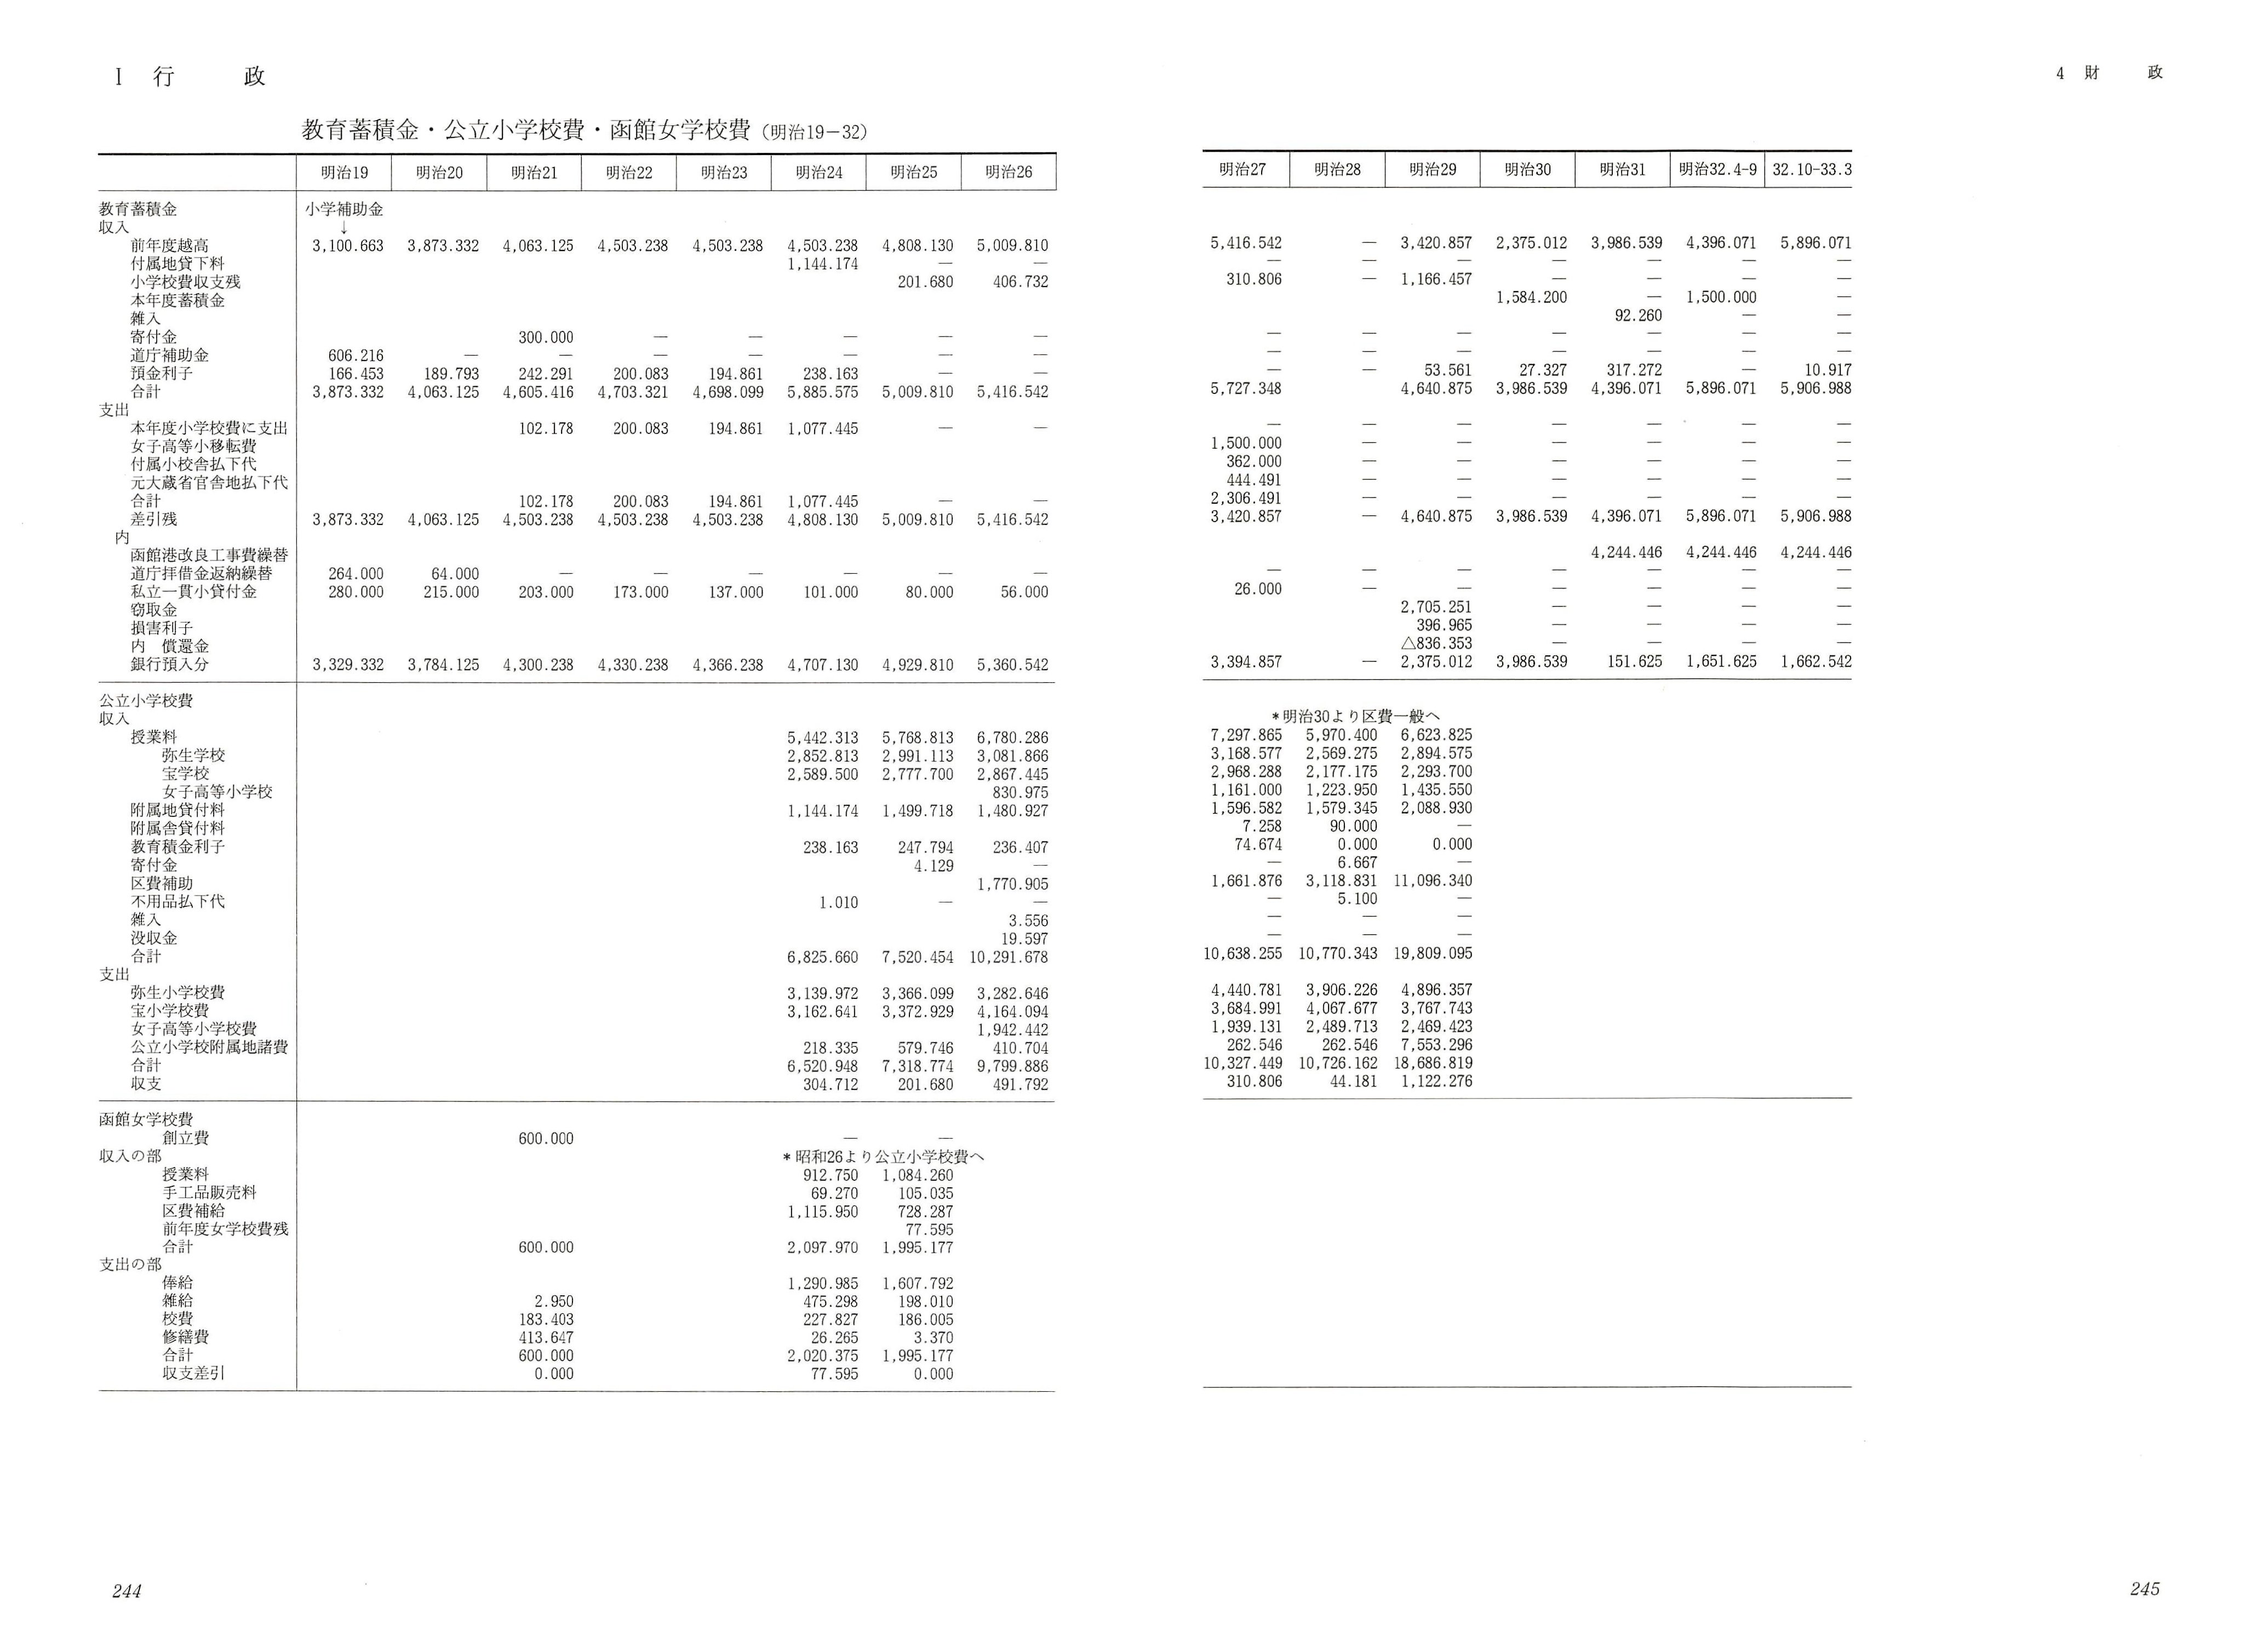 I 行 政
教育蓄積金・公立小学校費・函館女学校費（明治19－32）
明治19 明治20 明治21 明治22 明治23 明治24 明治25 明治26
教育蓄積金 小学補助金
収入 ↓
前年度越高 3,100.663 3,873.332 4,063.125 4,503.238 4,503.238 4,503.238 4,808.130 5,009.810
付属地貸下料 1,144.174 — —
小学校費収支残 201.680 406.732
本年度蓄積金
雑入
寄付金 300.000 — — — — —
道庁補助金 606.216 — — — — — — —
預金利子 166.453 189.793 242.291 200.083 194.861 238.163 — —
合計 3,873.332 4,063.125 4,605.416 4,703.321 4,698.099 5,885.575 5,009.810 5,416.542
支出
本年度小学校費に支出 102.178 200.083 194.861 1,077.445 — —
女子高等小移転費
付属小校舎払下代
元大蔵省官舎地払下代
合計 102.178 200.083 194.861 1,077.445 — —
差引残 3,873.332 4,063.125 4,503.238 4,503.238 4,503.238 4,808.130 5,009.810 5,416.542
内
函館港改良工事費繰替
道庁拝借金返納繰替 264.000 64.000 — — — — — —
私立一貫小貸付金 280.000 215.000 203.000 173.000 137.000 101.000 80.000 56.000
窃取金
損害利子
内 償還金
銀行預入分 3,329.332 3,784.125 4,300.238 4,330.238 4,366.238 4,707.130 4,929.810 5,360.542
公立小学校費
収入
授業料 5,442.313 5,768.813 6,780.286
弥生学校 2,852.813 2,991.113 3,081.866
宝学校 2,589.500 2,777.700 2,867.445
女子高等小学校 830.975
附属地貸付料 1,144.174 1,499.718 1,480.927
附属舎貸付料
教育積金利子 238.163 247.794 236.407
寄付金 4.129 —
区費補助 1,770.905
不用品払下代 1.010 — —
雑入 3.556
没収金 19.597
合計 6,825.660 7,520.454 10,291.678
支出
弥生小学校費 3,139.972 3,366.099 3,282.646
宝小学校費 3,162.641 3,372.929 4,164.094
女子高等小学校費 1,942.442
公立小学校附属地諸費 218.335 579.746 410.704
合計 6,520.948 7,318.774 9,799.886
収支 304.712 201.680 491.792
函館女学校費
創立費 600.000 — —
収入の部 *昭和26より公立小学校費へ
授業料 912.750 1,084.260
手工品販売料 69.270 105.035
区費補給 1,115.950 728.287
前年度女学校費残 77.595
合計 600.000 2,097.970 1,995.177
支出の部
俸給 1,290.985 1,607.792
雑給 2.950 475.298 198.010
校費 183.403 227.827 186.005
修繕費 413.647 26.265 3.370
合計 600.000 2,020.375 1,995.177
収支差引 0.000 77.595 0.000
244
4 財 政
明治27 明治28 明治29 明治30 明治31 明治32.4-9 32.10-33.3
5,416.542 — 3,420.857 2,375.012 3,986.539 4,396.071 5,896.071
— — — — — — —
310.806 — 1,166.457 — — — —
1,584.200 — 1,500.000 —
92.260 — —
— — — — — — —
— — — — — — —
— — 53.561 27.327 317.272 — 10.917
5,727.348 4,640.875 3,986.539 4,396.071 5,896.071 5,906.988
— — — — — — —
1,500.000 — — — — — —
362.000 — — — — — —
444.491 — — — — — —
2,306.491 — — — — — —
3,420.857 — 4,640.875 3,986.539 4,396.071 5,896.071 5,906.988
4,244.446 4,244.446 4,244.446
— — — — — — —
26.000 — — — — — —
2,705.251 — — — —
396.965 — — — —
△836.353 — — — —
3,394.857 — 2,375.012 3,986.539 151.625 1,651.625 1,662.542
*明治30より区費一般へ
7,297.865 5,970.400 6,623.825
3,168.577 2,569.275 2,894.575
2,968.288 2,177.175 2,293.700
1,161.000 1,223.950 1,435.550
1,596.582 1,579.345 2,088.930
7.258 90.000 —
74.674 0.000 0.000
— 6.667 —
1,661.876 3,118.831 11,096.340
— 5.100 —
— — —
— — —
10,638.255 10,770.343 19,809.095
4,440.781 3,906.226 4,896.357
3,684.991 4,067.677 3,767.743
1,939.131 2,489.713 2,469.423
262.546 262.546 7,553.296
10,327.449 10,726.162 18,686.819
310.806 44.181 1,122.276
245